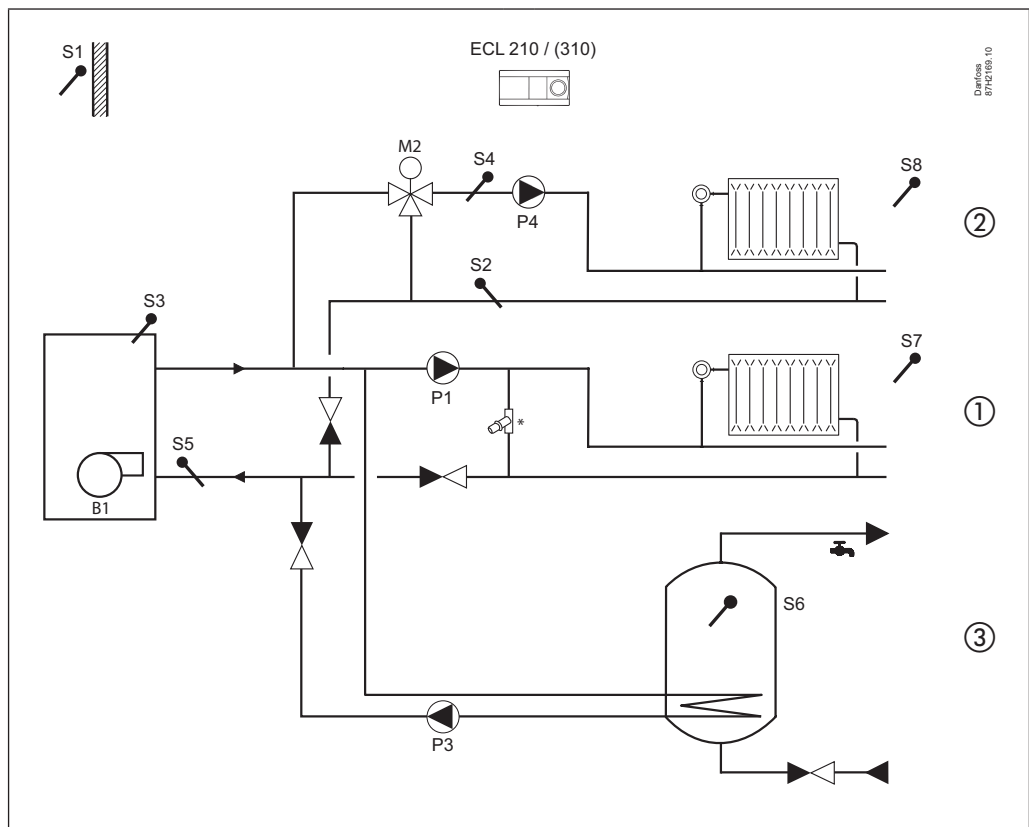 S1
ECL 210 / (310)
Danfoss
87H2169.10
M2
S4
S8
P4
②
S2
S3
S7
P1
*
①
S5
B1
S6
③
P3